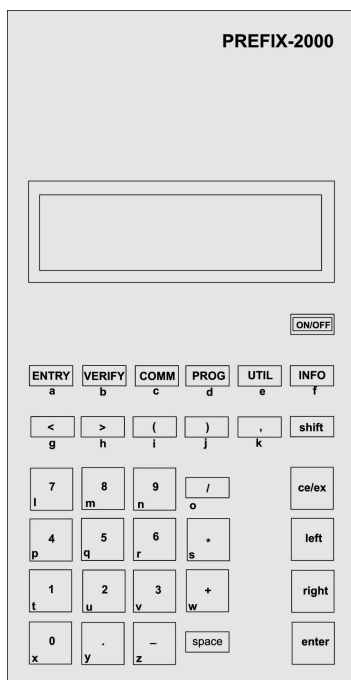 PREFIX-2000
ON/OFF
ENTRY VERIFY COMM PROG UTIL INFO
a b c d e f
< > ( ) , shift
g h i j k
7 8 9 / ce/ex
l m n o
4 5 6 * left
p q r s
1 2 3 + right
t u v w
0 . – space enter
x y z